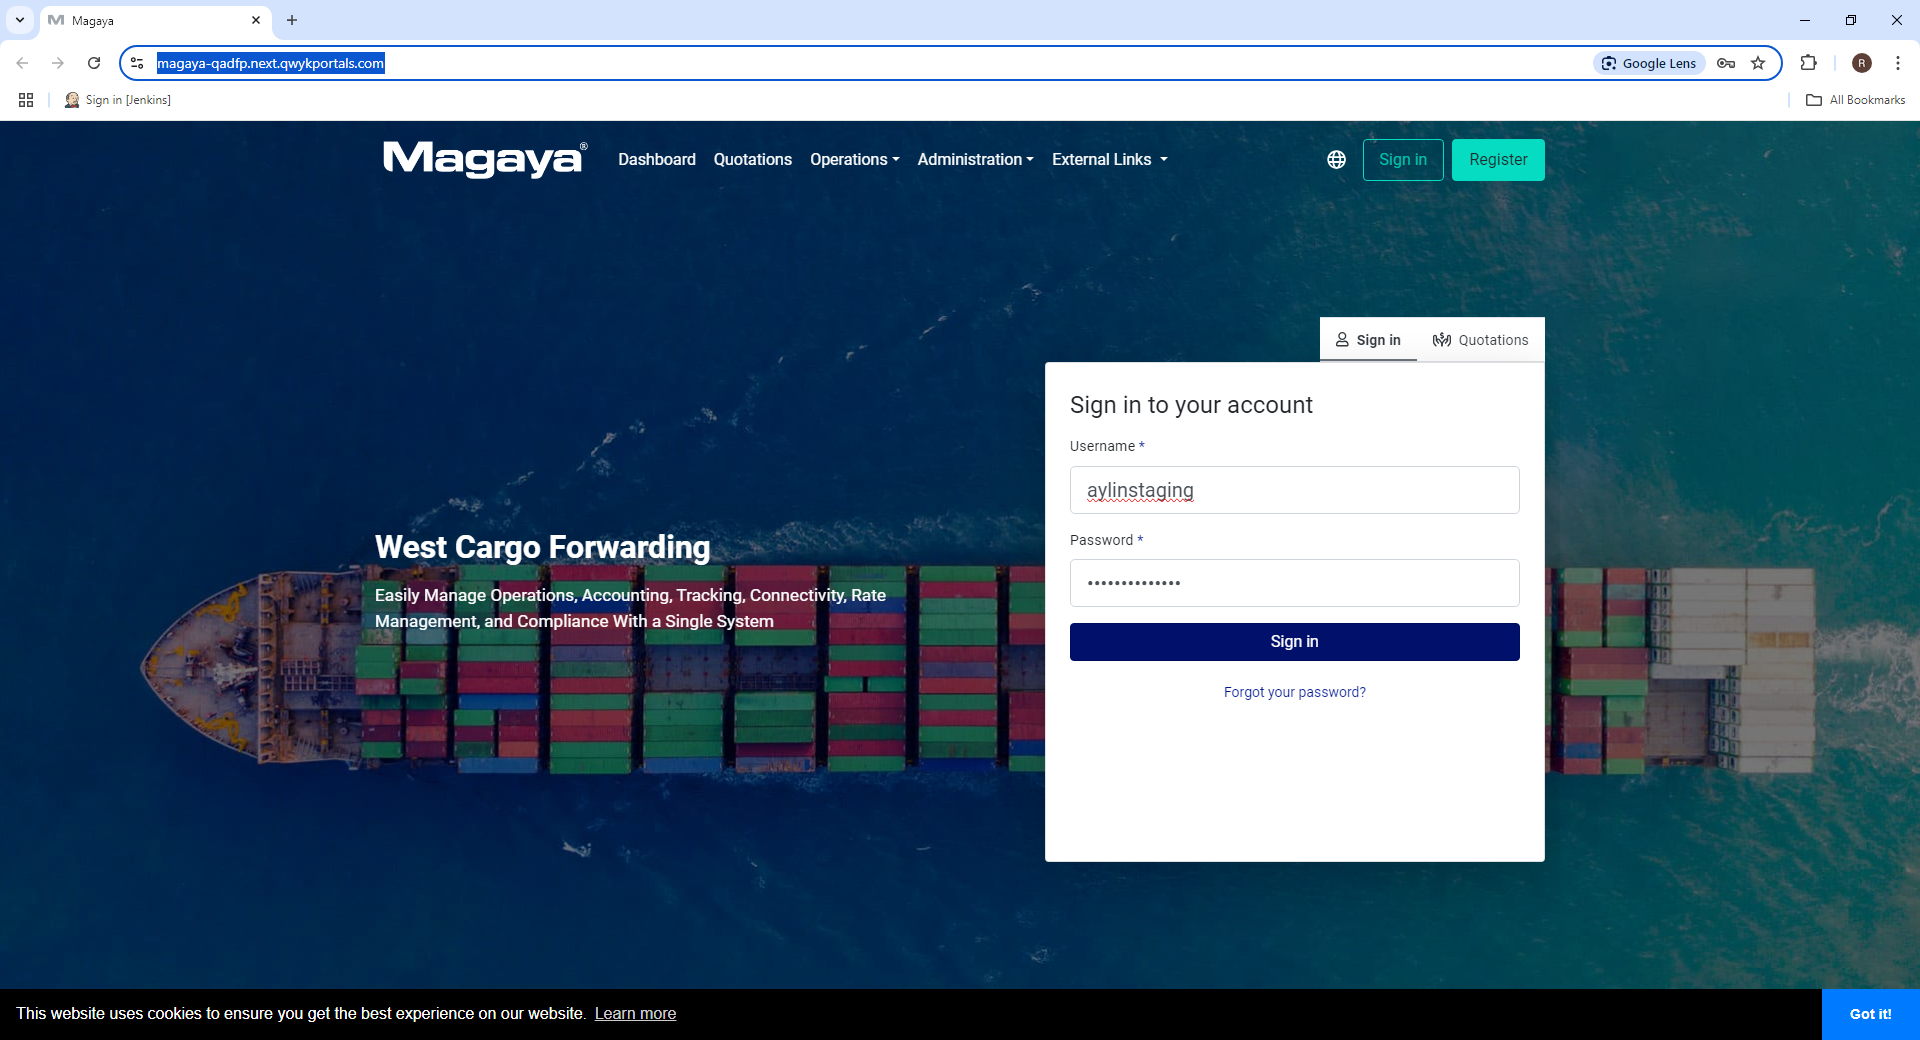 Magaya
magaya-qadfp.next.qwykportals.com
Google Lens
R
Sign in [Jenkins]
All Bookmarks
Magaya®
Dashboard
Quotations
Operations
Administration
External Links
Sign in
Register
Sign in
Quotations
Sign in to your account
Username *
aylinstaging
Password *
••••••••••••••
Sign in
Forgot your password?
West Cargo Forwarding
Easily Manage Operations, Accounting, Tracking, Connectivity, Rate
Management, and Compliance With a Single System
This website uses cookies to ensure you get the best experience on our website. Learn more
Got it!